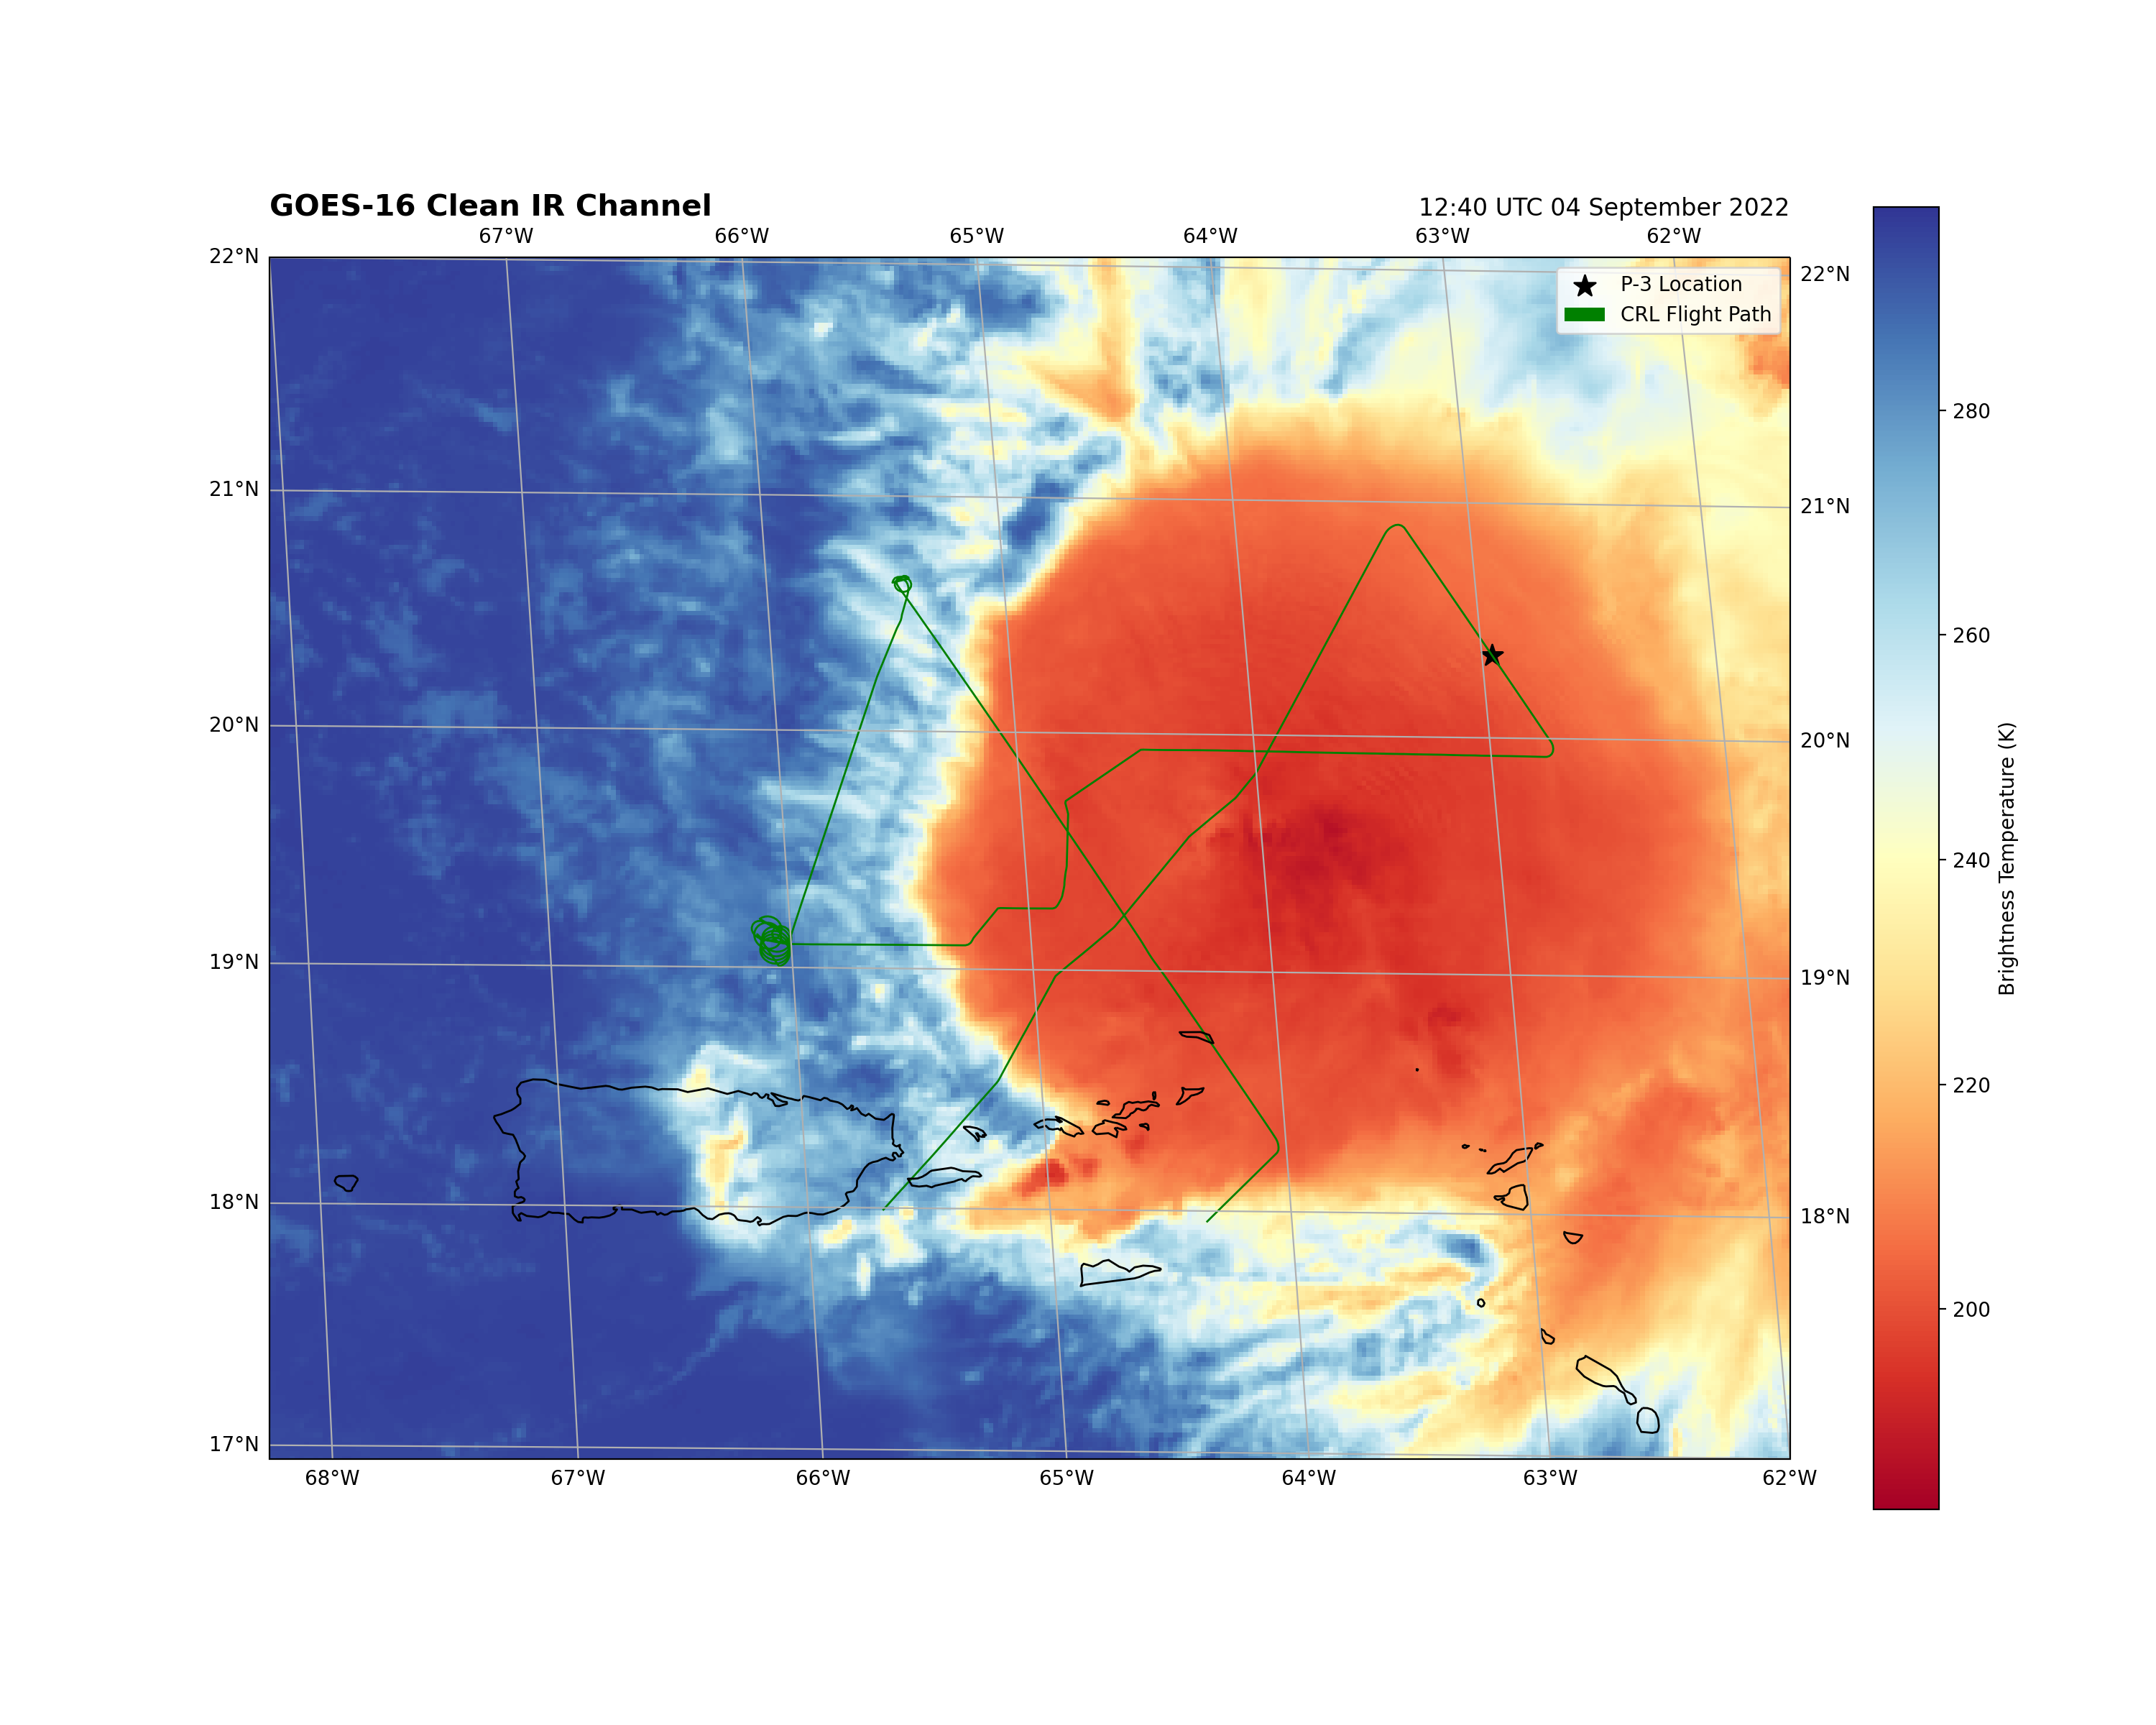 GOES-16 Clean IR Channel
12:40 UTC 04 September 2022
67°W 66°W 65°W 64°W 63°W 62°W
22°N
22°N
P-3 Location
CRL Flight Path
280
21°N
21°N
260
20°N
20°N
240
Brightness Temperature (K)
19°N
19°N
220
18°N
18°N
200
17°N
68°W 67°W 66°W 65°W 64°W 63°W 62°W